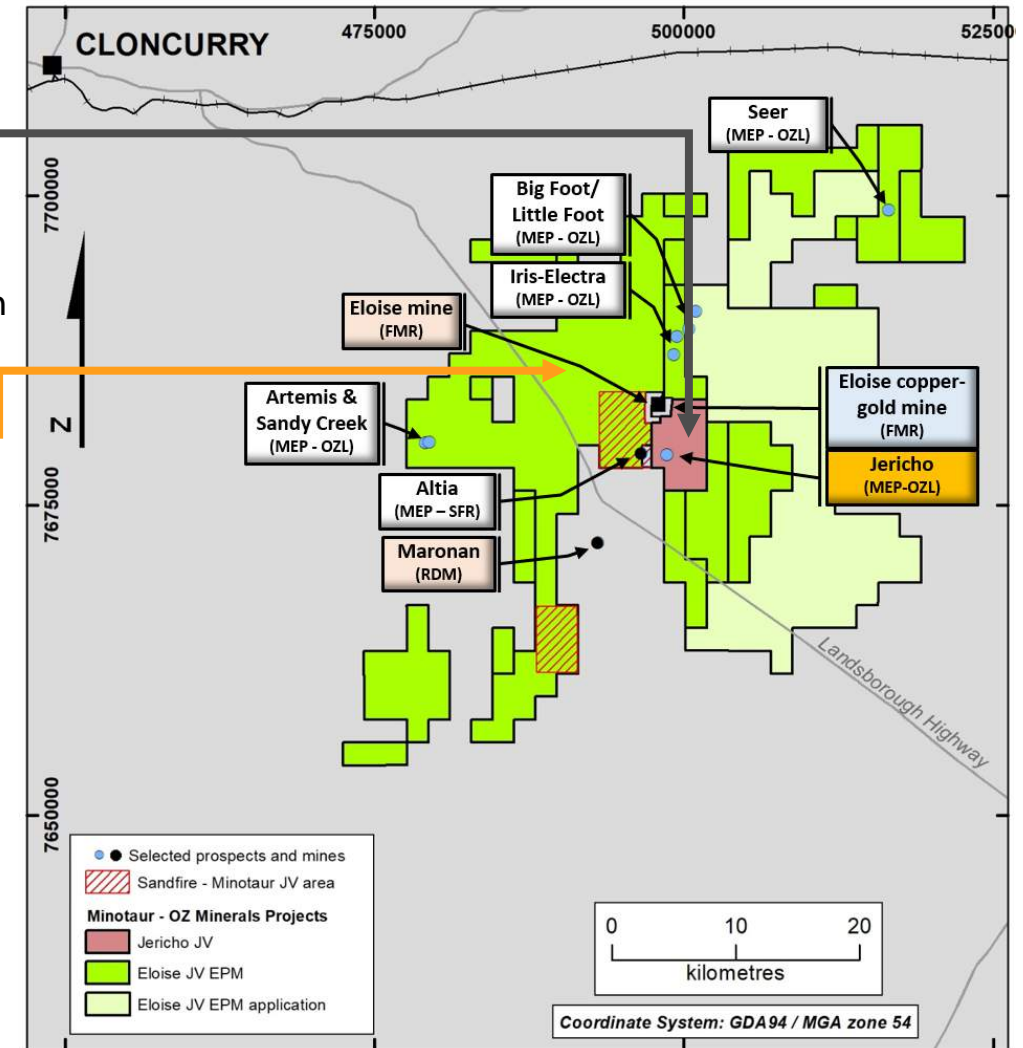 475000
500000
525000
CLONCURRY
Seer
(MEP - OZL)
7700000
Big Foot/
Little Foot
(MEP - OZL)
Iris-Electra
(MEP - OZL)
n
Eloise mine
(FMR)
Eloise copper-
gold mine
(FMR)
Artemis &
Sandy Creek
(MEP - OZL)
N
Jericho
(MEP-OZL)
Altia
(MEP – SFR)
7675000
Maronan
(RDM)
Landsborough Highway
7650000
Selected prospects and mines
Sandfire - Minotaur JV area
Minotaur - OZ Minerals Projects
Jericho JV
Eloise JV EPM
Eloise JV EPM application
0 10 20
kilometres
Coordinate System: GDA94 / MGA zone 54